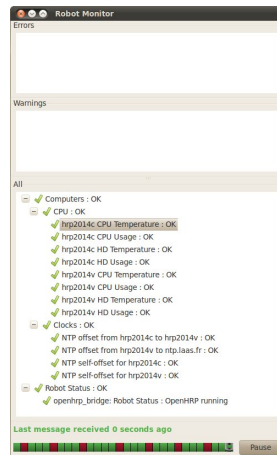 Robot Monitor
Errors
Warnings
All
Computers : OK
CPU : OK
hrp2014c CPU Temperature : OK
hrp2014c CPU Usage : OK
hrp2014c HD Temperature : OK
hrp2014c HD Usage : OK
hrp2014v CPU Temperature : OK
hrp2014v CPU Usage : OK
hrp2014v HD Temperature : OK
hrp2014v HD Usage : OK
Clocks : OK
NTP offset from hrp2014c to hrp2014v : OK
NTP offset from hrp2014v to ntp.laas.fr : OK
NTP self-offset for hrp2014c : OK
NTP self-offset for hrp2014v : OK
Robot Status : OK
openhrp_bridge: Robot Status : OpenHRP running
Last message received 0 seconds ago
Pause